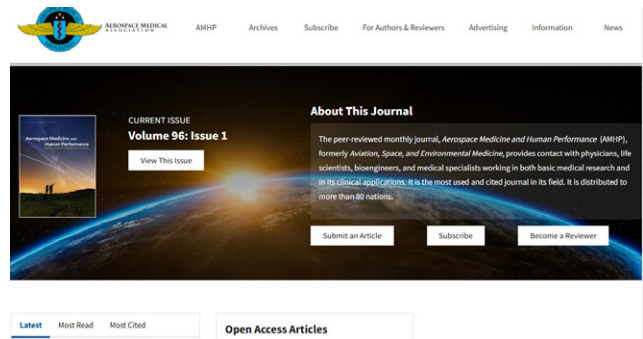 AEROSPACE MEDICAL
ASSOCIATION
AMHP
Archives
Subscribe
For Authors & Reviewers
Advertising
Information
News
Aerospace Medicine and
Human Performance
CURRENT ISSUE
Volume 96: Issue 1
View This Issue
About This Journal
The peer-reviewed monthly journal, Aerospace Medicine and Human Performance (AMHP),
formerly Aviation, Space, and Environmental Medicine, provides contact with physicians, life
scientists, bioengineers, and medical specialists working in both basic medical research and
in its clinical applications. It is the most used and cited journal in its field. It is distributed to
more than 80 nations.
Submit an Article
Subscribe
Become a Reviewer
Latest
Most Read
Most Cited
Open Access Articles